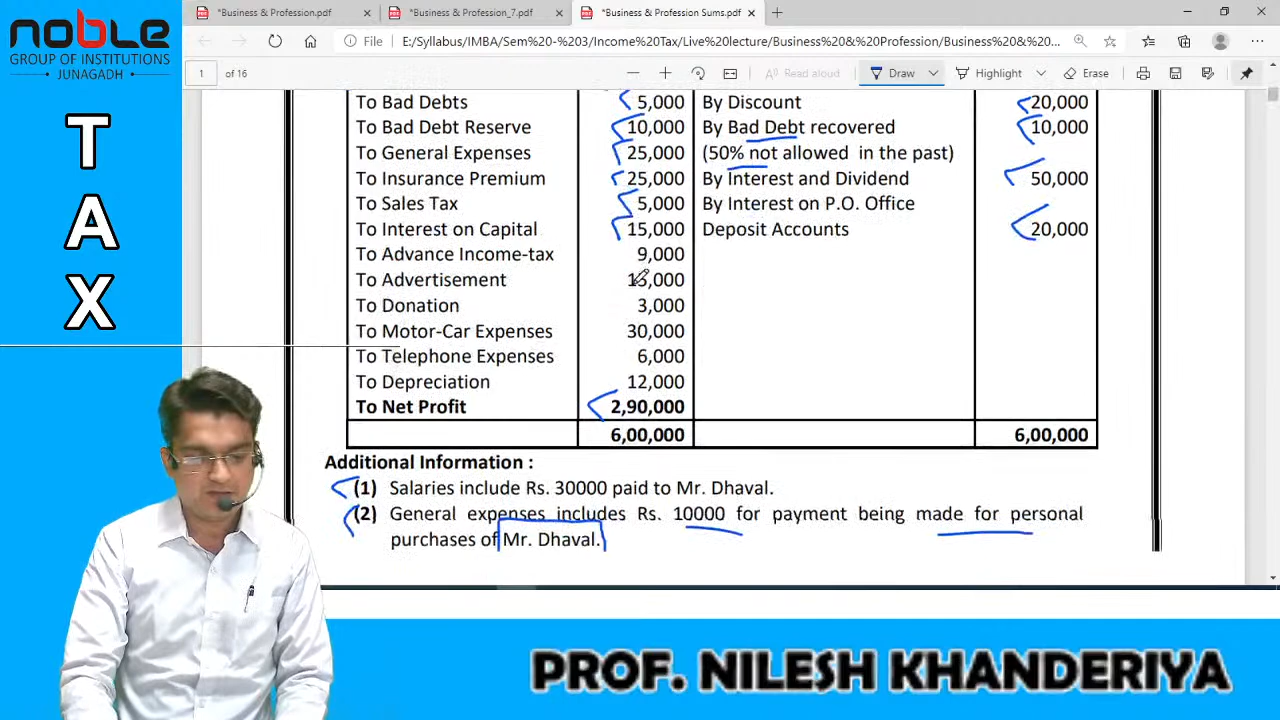 noble
GROUP OF INSTITUTIONS
JUNAGADH
T
A
X
*Business & Profession.pdf
*Business & Profession_7.pdf
*Business & Profession Sums.pdf
File
E:/Syllabus/IMBA/Sem%20-%203/Income%20Tax/Live%20lecture/Business%20&%20Profession/Business%20&%20...
1 of 16
Read aloud
Draw
Highlight
Erase
To Bad Debts 5,000 By Discount 20,000
To Bad Debt Reserve 10,000 By Bad Debt recovered 10,000
To General Expenses 25,000 (50% not allowed in the past)
To Insurance Premium 25,000 By Interest and Dividend 50,000
To Sales Tax 5,000 By Interest on P.O. Office
To Interest on Capital 15,000 Deposit Accounts 20,000
To Advance Income-tax 9,000
To Advertisement
To Donation 3,000
To Motor-Car Expenses 30,000
To Telephone Expenses 6,000
To Depreciation 12,000
To Net Profit 2,90,000
6,00,000 6,00,000
Additional Information :
(1) Salaries include Rs. 30000 paid to Mr. Dhaval.
(2) General expenses includes Rs. 10000 for payment being made for personal
purchases of Mr. Dhaval.
PROF. NILESH KHANDERIYA